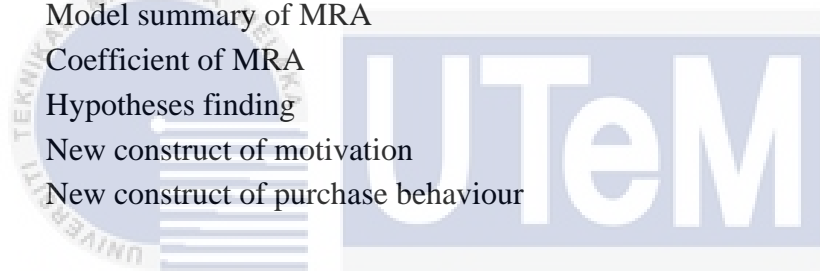 Model summary of MRA
Coefficient of MRA
Hypotheses finding
New construct of motivation
New construct of purchase behaviour
UTeM
TEKNIKAL